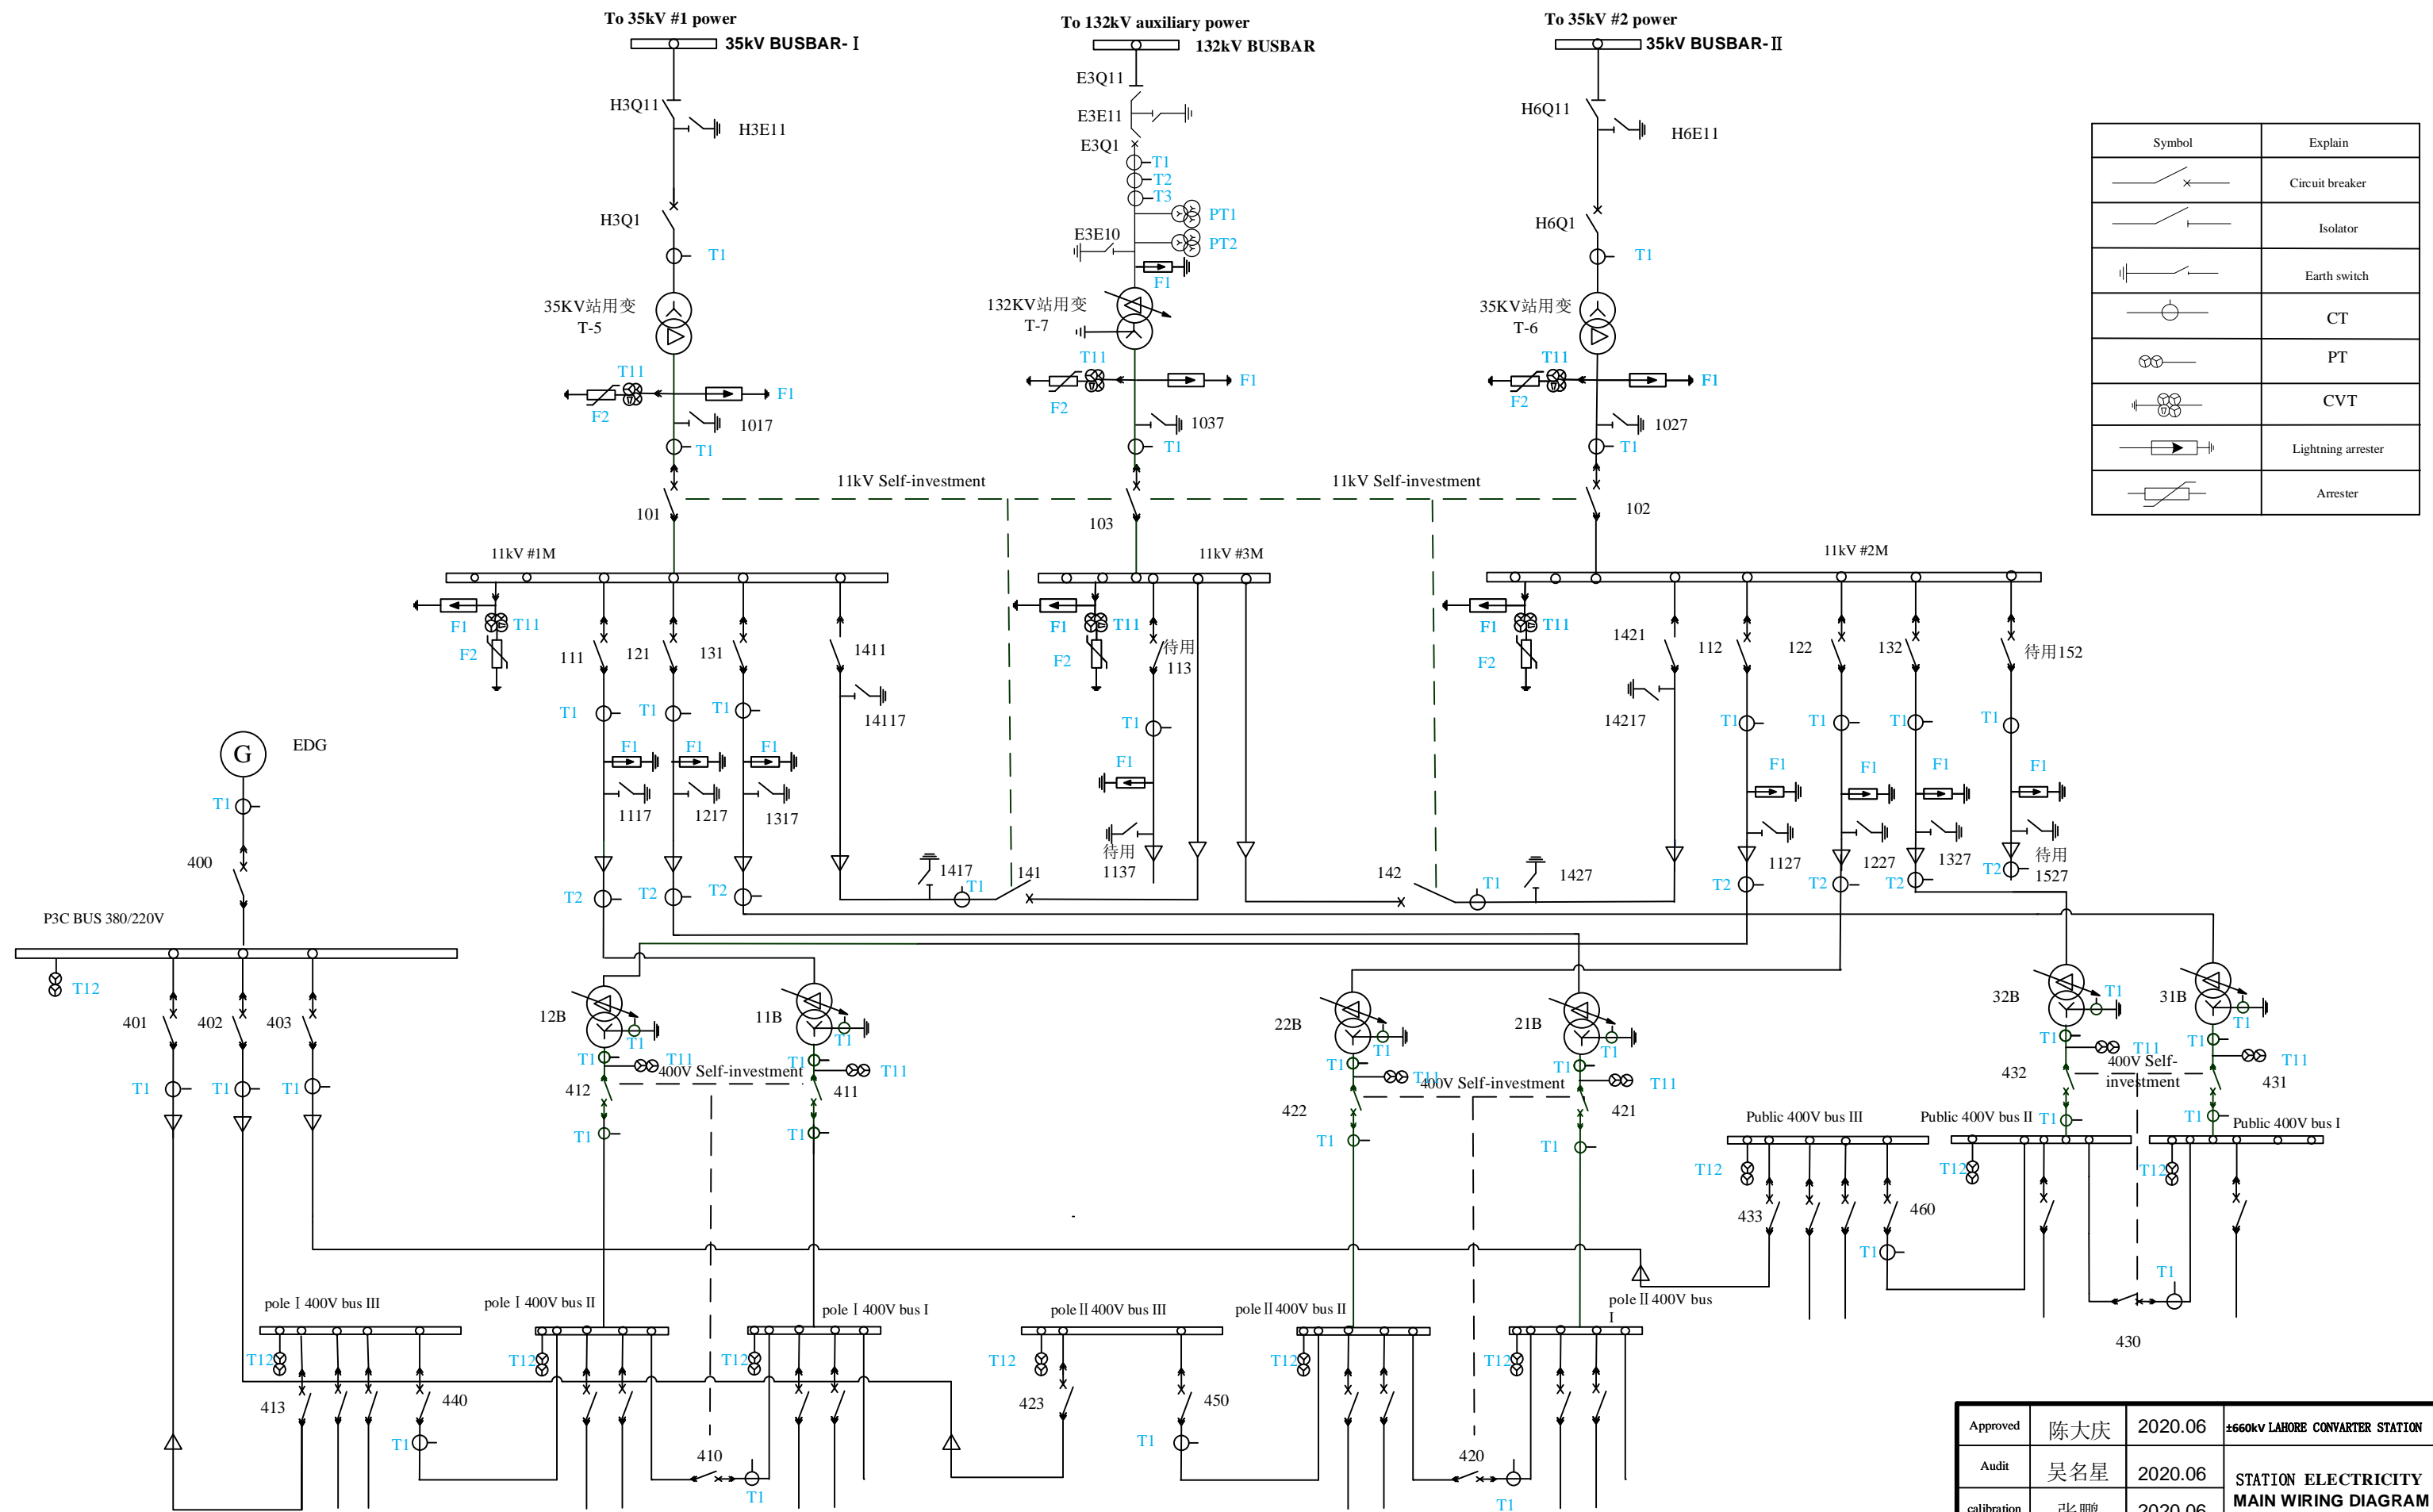 To 35kV #1 power
To 132kV auxiliary power
To 35kV #2 power
35kV BUSBAR-Ⅰ
132kV BUSBAR
35kV BUSBAR-Ⅱ
H3Q11
H3E11
E3Q11
E3E11
E3Q1
H6Q11
H6E11
T1
T2
T3
H3Q1
PT1
H6Q1
E3E10
PT2
T1
T1
F1
35KV站用变
T-5
132KV站用变
T-7
35KV站用变
T-6
T11
F1
F2
T11
F1
F2
T11
F1
F2
1017
1037
1027
T1
T1
T1
Symbol
Explain
Circuit breaker
Isolator
Earth switch
CT
PT
CVT
Lightning arrester
Arrester
11kV Self-investment
11kV Self-investment
101
103
102
11kV #1M
11kV #3M
11kV #2M
F1
T11
F2
111
121
131
1411
F1
T11
F2
待用
113
F1
T11
F2
1421
112
122
132
待用152
T1
T1
T1
14117
T1
14217
T1
T1
T1
T1
G
EDG
F1
F1
F1
F1
F1
F1
F1
F1
T1
1117
1217
1317
待用
1137
1127
1227
1327
待用
1527
400
T2
T2
T2
1417
T1
141
142
T1
1427
T2
T2
T2
T2
P3C BUS 380/220V
T12
401
402
403
12B
T1
11B
T1
22B
T1
21B
T1
32B
T1
31B
T1
T1
T11
T1
T11
T1
T11
T1
T11
T1
T11
T1
T11
400V Self-investment
400V Self-investment
400V Self-
investment
T1
T1
T1
412
411
422
421
432
431
T1
T1
T1
T1
T1
T1
Public 400V bus III
Public 400V bus II
Public 400V bus I
T12
T12
T12
433
460
T1
T1
430
pole Ⅰ 400V bus III
pole Ⅰ 400V bus II
pole Ⅰ 400V bus I
pole Ⅱ 400V bus III
pole Ⅱ 400V bus II
pole Ⅱ 400V bus
I
T12
T12
T12
T12
T12
T12
413
440
423
450
T1
410
T1
T1
420
T1
Approved
陈大庆
2020.06
±660kV LAHORE CONVARTER STATION
Audit
吴名星
2020.06
STATION ELECTRICITY
MAIN WIRING DIAGRAM
calibration
张鹏
2020.06